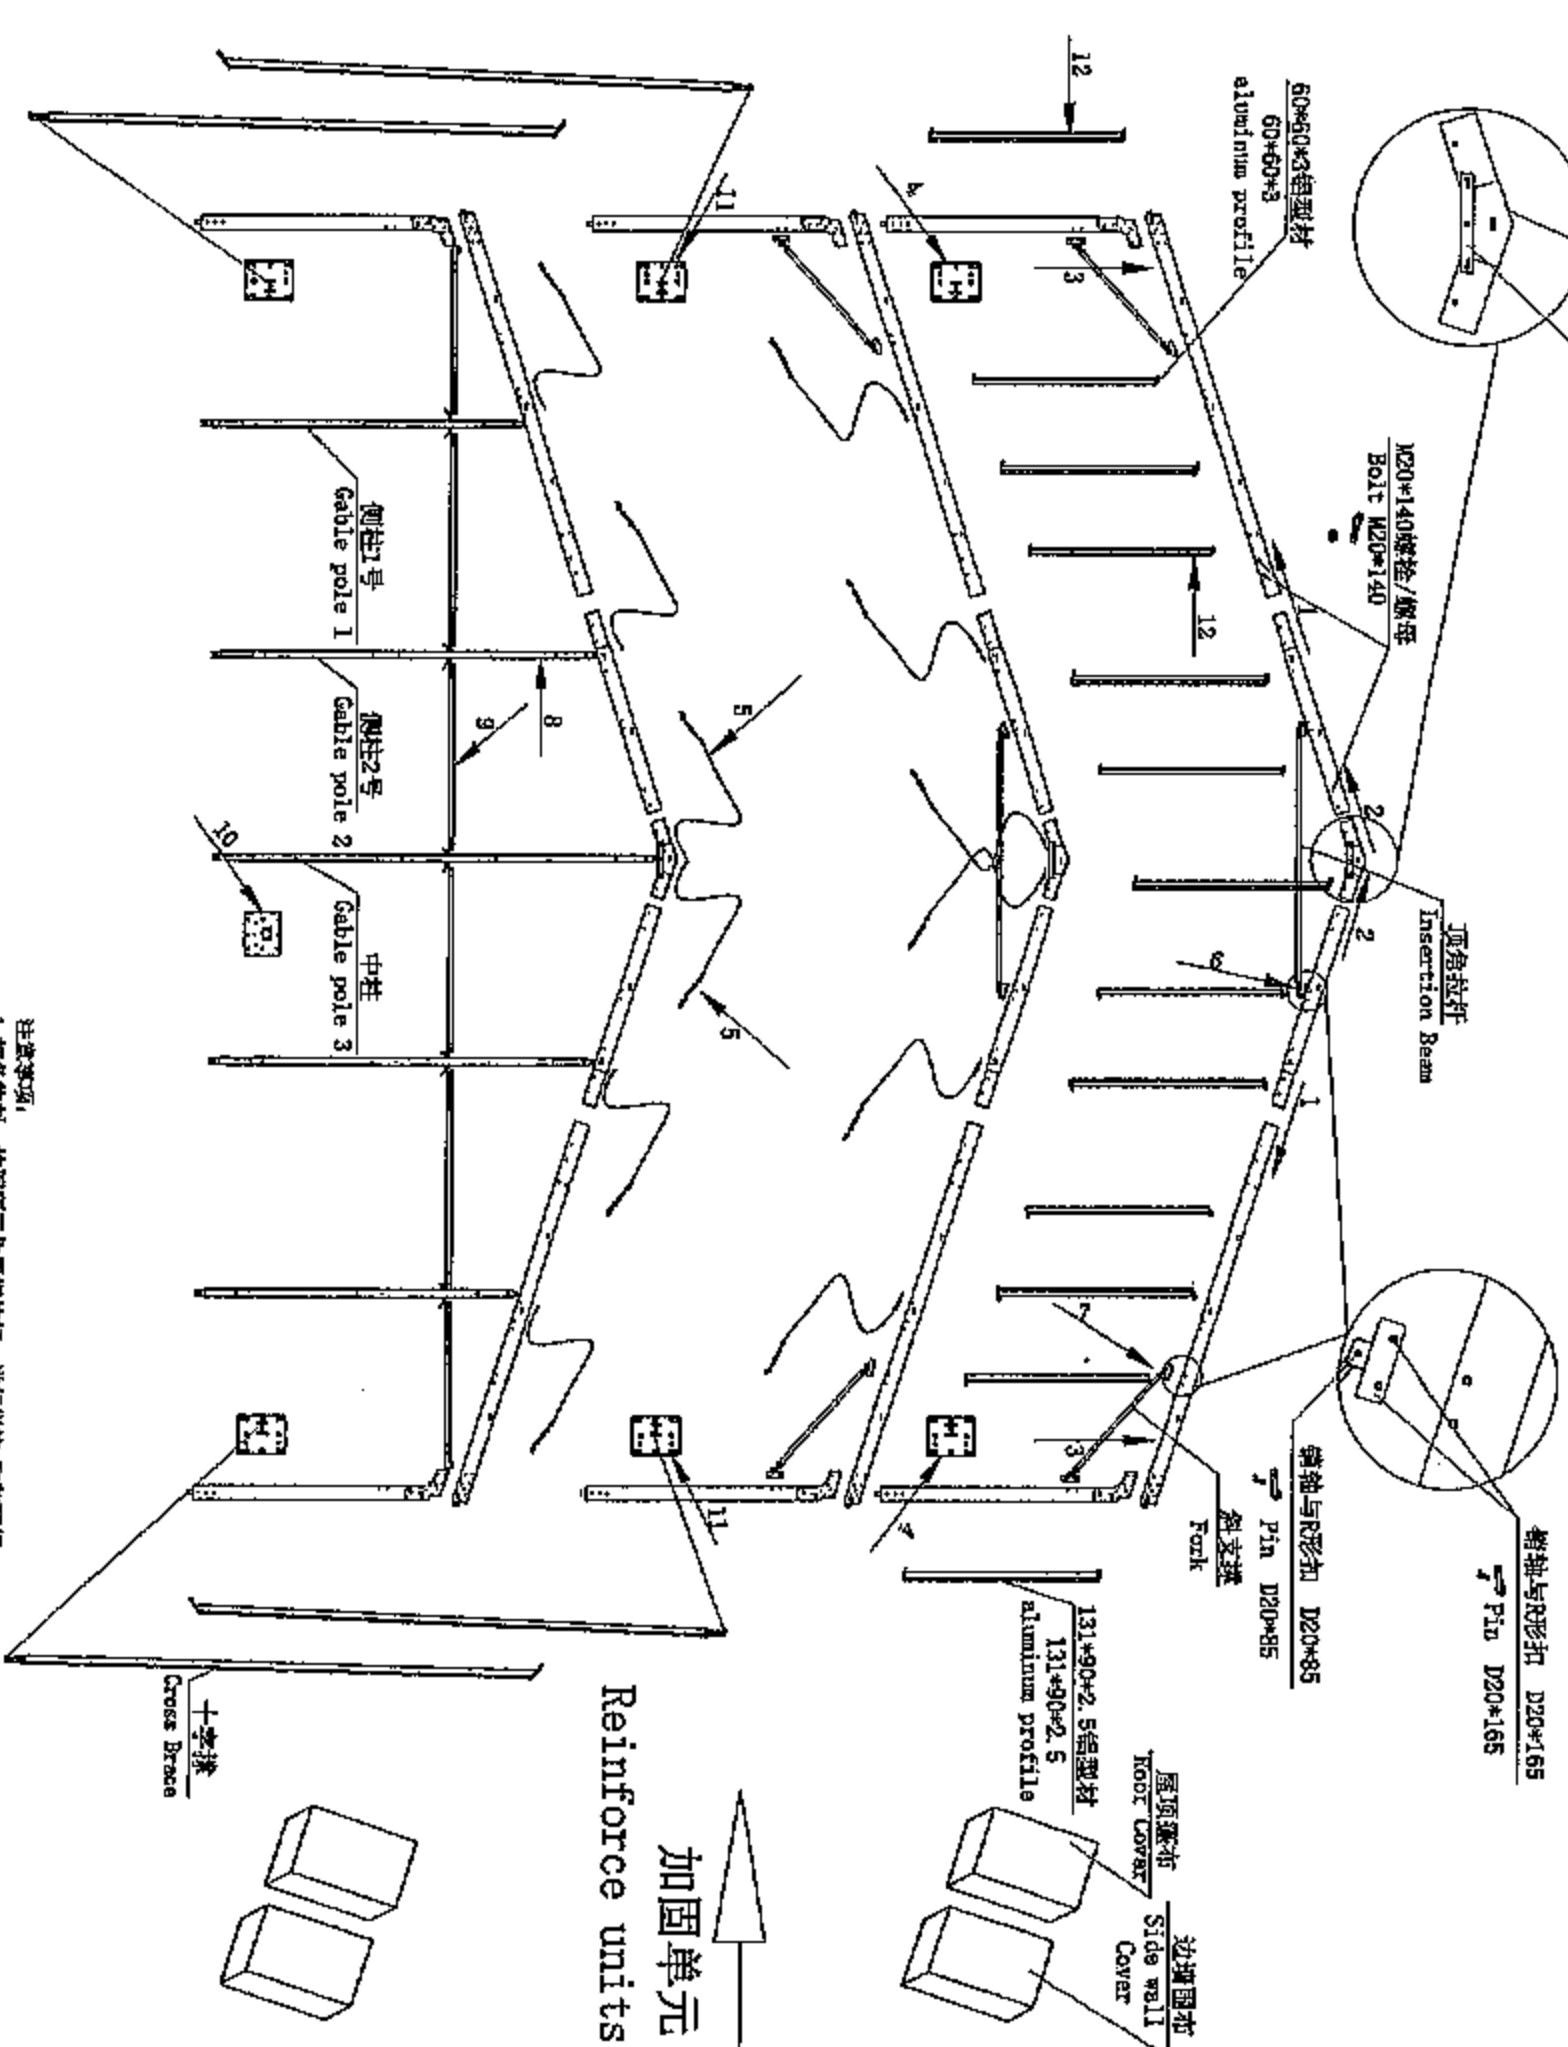 12
60*60*3铝型材
60*60*3
aluminum profile
4
11
3
M20*140螺栓/螺母
Bolt M20*140
1
12
侧柱1号
Gable pole 1
侧柱2号
Gable pole 2
8
9
5
2
10
中柱
Gable pole 3
顶角拉杆
Insertion Beam
2
6
5
1
注意事项:
7
3
4
11
销轴与R形扣 D20*165
Pin D20*165
销轴与R形扣 D20*85
Pin D20*85
斜支撑
Fork
131*90*2.5铝型材
131*90*2.5
aluminum profile
十字撑
Cross Brace
屋顶篷布
Roof Cover
边墙围布
Side wall
Cover
加固单元
Reinforce units